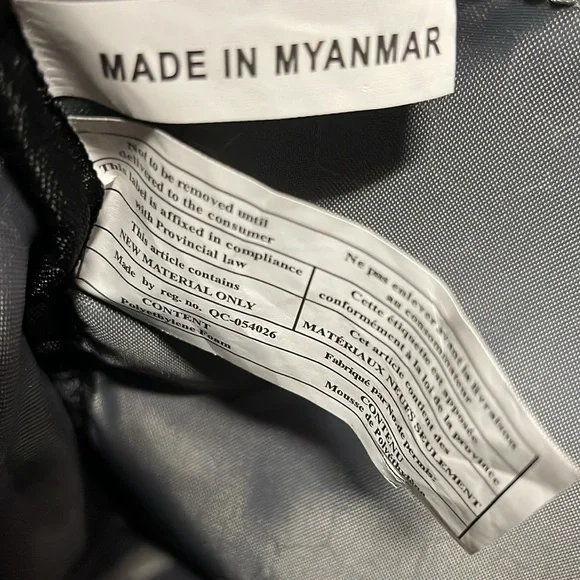 MADE IN MYANMAR
Not to be removed until
delivered to the consumer
This label is affixed in compliance
with Provincial law
This article contains
NEW MATERIAL ONLY
Made by reg. no. QC-054026
CONTENT
Polyethylene Foam
Ne pas enlever avant la livraison
au consommateur
Cette étiquette est apposée
conformément à la loi de la province
Cet article contient des
MATÉRIAUX NEUFS SEULEMENT
Fabriqué par No de permis:
CONTENU
Mousse de